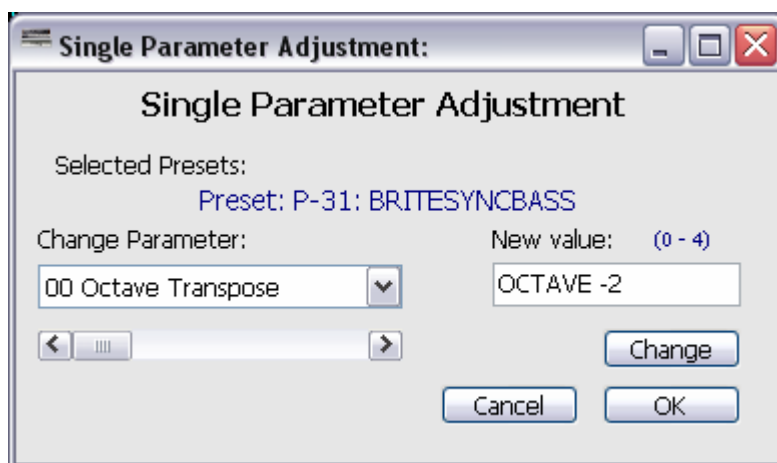 Single Parameter Adjustment:
Single Parameter Adjustment
Selected Presets:
Preset: P-31: BRITESYNCBASS
Change Parameter: New value: (0 - 4)
00 Octave Transpose OCTAVE -2
Change
Cancel OK